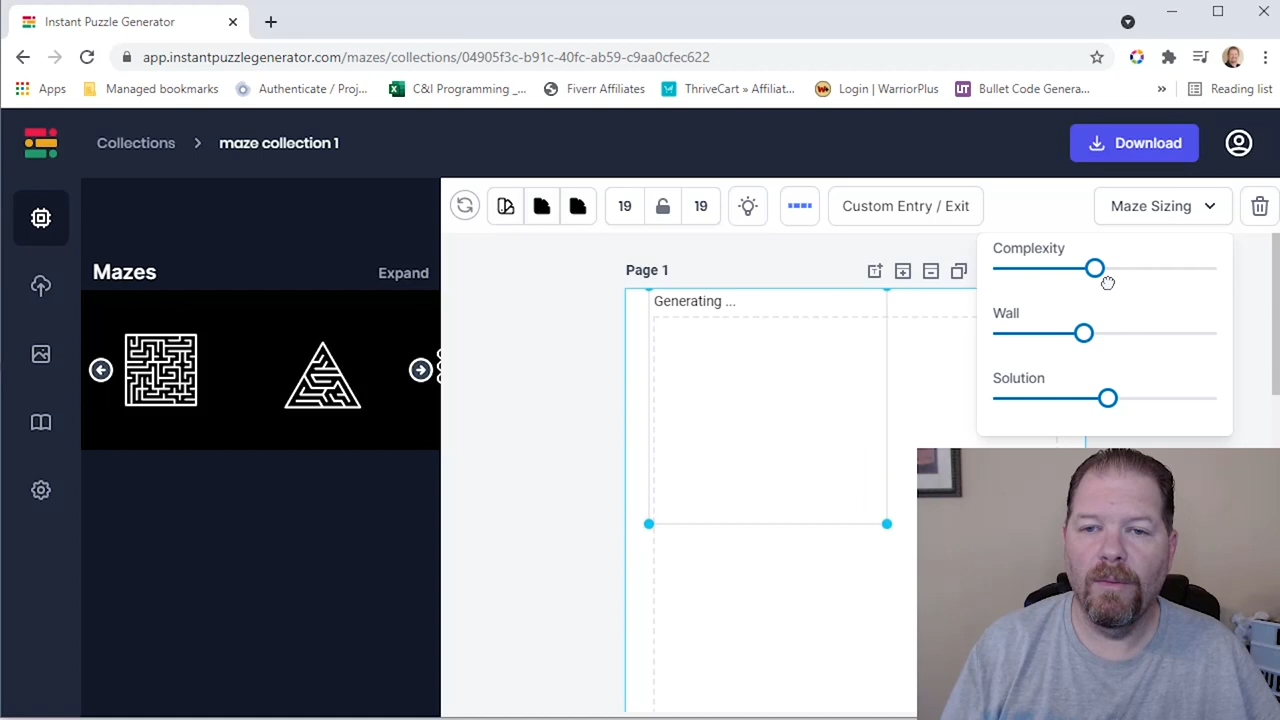 Instant Puzzle Generator
app.instantpuzzlegenerator.com/mazes/collections/04905f3c-b91c-40fc-ab59-c9aa0cfec622
Apps Managed bookmarks Authenticate / Proj... C&I Programming _... Fiverr Affiliates ThriveCart » Affiliat... Login | WarriorPlus UT Bullet Code Genera... » Reading list
Collections > maze collection 1 Download
19 19 Custom Entry / Exit Maze Sizing
Complexity
Mazes Expand Page 1
Generating ...
Wall
Solution